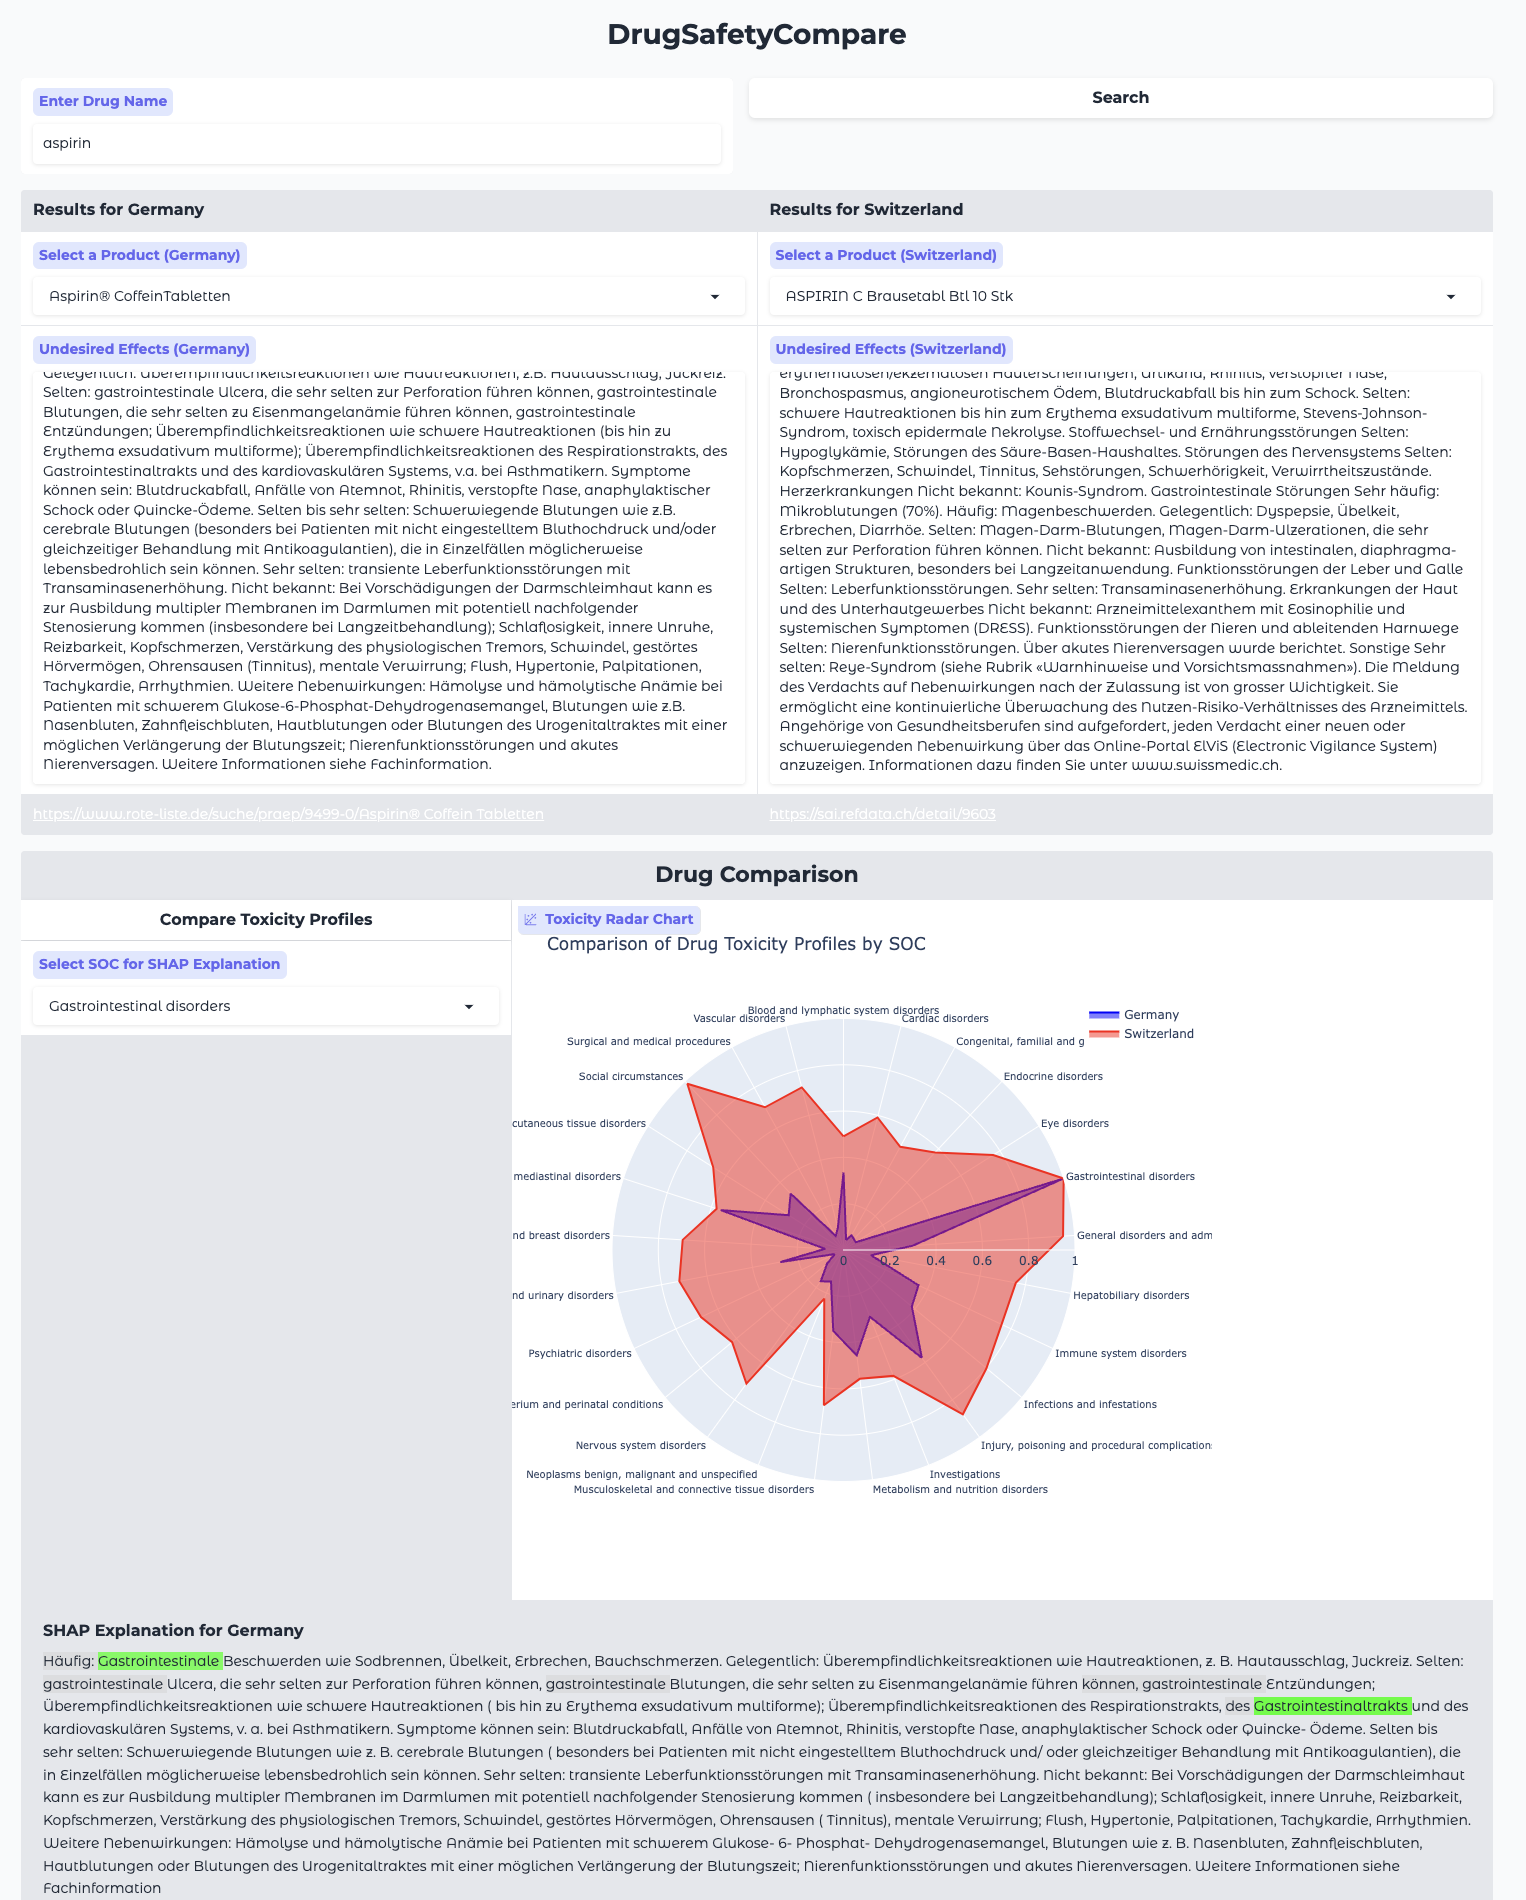 DrugSafetyCompare
Enter Drug Name
aspirin
Search
Results for Germany
Select a Product (Germany)
Aspirin® CoffeinTabletten
Undesired Effects (Germany)
Gelegentlich: Überempfindlichkeitsreaktionen wie Hautreaktionen, z.B. Hautausschlag, Juckreiz.
Selten: gastrointestinale Ulcera, die sehr selten zur Perforation führen können, gastrointestinale
Blutungen, die sehr selten zu Eisenmangelanämie führen können, gastrointestinale
Entzündungen; Überempfindlichkeitsreaktionen wie schwere Hautreaktionen (bis hin zu
Erythema exsudativum multiforme); Überempfindlichkeitsreaktionen des Respirationstrakts, des
Gastrointestinaltrakts und des kardiovaskulären Systems, v.a. bei Asthmatikern. Symptome
können sein: Blutdruckabfall, Anfälle von Atemnot, Rhinitis, verstopfte Nase, anaphylaktischer
Schock oder Quincke-Ödeme. Selten bis sehr selten: Schwerwiegende Blutungen wie z.B.
cerebrale Blutungen (besonders bei Patienten mit nicht eingestelltem Bluthochdruck und/oder
gleichzeitiger Behandlung mit Antikoagulantien), die in Einzelfällen möglicherweise
lebensbedrohlich sein können. Sehr selten: transiente Leberfunktionsstörungen mit
Transaminasenerhöhung. Nicht bekannt: Bei Vorschädigungen der Darmschleimhaut kann es
zur Ausbildung multipler Membranen im Darmlumen mit potentiell nachfolgender
Stenosierung kommen (insbesondere bei Langzeitbehandlung); Schlaflosigkeit, innere Unruhe,
Reizbarkeit, Kopfschmerzen, Verstärkung des physiologischen Tremors, Schwindel, gestörtes
Hörvermögen, Ohrensausen (Tinnitus), mentale Verwirrung; Flush, Hypertonie, Palpitationen,
Tachykardie, Arrhythmien. Weitere Nebenwirkungen: Hämolyse und hämolytische Anämie bei
Patienten mit schwerem Glukose-6-Phosphat-Dehydrogenasemangel, Blutungen wie z.B.
Nasenbluten, Zahnfleischbluten, Hautblutungen oder Blutungen des Urogenitaltraktes mit einer
möglichen Verlängerung der Blutungszeit; Nierenfunktionsstörungen und akutes
Nierenversagen. Weitere Informationen siehe Fachinformation.
https://www.rote-liste.de/suche/praep/9499-0/Aspirin® Coffein Tabletten
Results for Switzerland
Select a Product (Switzerland)
ASPIRIN C Brausetabl Btl 10 Stk
Undesired Effects (Switzerland)
erythematösen/ekzematösen Hauterscheinungen, Urtikaria, Rhinitis, verstopfter Nase,
Bronchospasmus, angioneurotischem Ödem, Blutdruckabfall bis hin zum Schock. Selten:
schwere Hautreaktionen bis hin zum Erythema exsudativum multiforme, Stevens-Johnson-
Syndrom, toxisch epidermale Nekrolyse. Stoffwechsel- und Ernährungsstörungen Selten:
Hypoglykämie, Störungen des Säure-Basen-Haushaltes. Störungen des Nervensystems Selten:
Kopfschmerzen, Schwindel, Tinnitus, Sehstörungen, Schwerhörigkeit, Verwirrtheitszustände.
Herzerkrankungen Nicht bekannt: Kounis-Syndrom. Gastrointestinale Störungen Sehr häufig:
Mikroblutungen (70%). Häufig: Magenbeschwerden. Gelegentlich: Dyspepsie, Übelkeit,
Erbrechen, Diarrhöe. Selten: Magen-Darm-Blutungen, Magen-Darm-Ulzerationen, die sehr
selten zur Perforation führen können. Nicht bekannt: Ausbildung von intestinalen, diaphragma-
artigen Strukturen, besonders bei Langzeitanwendung. Funktionsstörungen der Leber und Galle
Selten: Leberfunktionsstörungen. Sehr selten: Transaminasenerhöhung. Erkrankungen der Haut
und des Unterhautgewerbes Nicht bekannt: Arzneimittelexanthem mit Eosinophilie und
systemischen Symptomen (DRESS). Funktionsstörungen der Nieren und ableitenden Harnwege
Selten: Nierenfunktionsstörungen. Über akutes Nierenversagen wurde berichtet. Sonstige Sehr
selten: Reye-Syndrom (siehe Rubrik «Warnhinweise und Vorsichtsmassnahmen»). Die Meldung
des Verdachts auf Nebenwirkungen nach der Zulassung ist von grosser Wichtigkeit. Sie
ermöglicht eine kontinuierliche Überwachung des Nutzen-Risiko-Verhältnisses des Arzneimittels.
Angehörige von Gesundheitsberufen sind aufgefordert, jeden Verdacht einer neuen oder
schwerwiegenden Nebenwirkung über das Online-Portal ElViS (Electronic Vigilance System)
anzuzeigen. Informationen dazu finden Sie unter www.swissmedic.ch.
https://sai.refdata.ch/detail/9603
Drug Comparison
Compare Toxicity Profiles
Select SOC for SHAP Explanation
Gastrointestinal disorders
Toxicity Radar Chart
Comparison of Drug Toxicity Profiles by SOC
Blood and lymphatic system disorders
Cardiac disorders
Congenital, familial and g
Endocrine disorders
Eye disorders
Gastrointestinal disorders
General disorders and adm
Hepatobiliary disorders
Immune system disorders
Infections and infestations
Injury, poisoning and procedural complication
Investigations
Metabolism and nutrition disorders
Musculoskeletal and connective tissue disorders
Neoplasms benign, malignant and unspecified
Nervous system disorders
erium and perinatal conditions
Psychiatric disorders
nd urinary disorders
nd breast disorders
mediastinal disorders
cutaneous tissue disorders
Social circumstances
Surgical and medical procedures
Vascular disorders
0 0.2 0.4 0.6 0.8 1
Germany
Switzerland
SHAP Explanation for Germany
Häufig: Gastrointestinale Beschwerden wie Sodbrennen, Übelkeit, Erbrechen, Bauchschmerzen. Gelegentlich: Überempfindlichkeitsreaktionen wie Hautreaktionen, z. B. Hautausschlag, Juckreiz. Selten:
gastrointestinale Ulcera, die sehr selten zur Perforation führen können, gastrointestinale Blutungen, die sehr selten zu Eisenmangelanämie führen können, gastrointestinale Entzündungen;
Überempfindlichkeitsreaktionen wie schwere Hautreaktionen ( bis hin zu Erythema exsudativum multiforme); Überempfindlichkeitsreaktionen des Respirationstrakts, des Gastrointestinaltrakts und des
kardiovaskulären Systems, v. a. bei Asthmatikern. Symptome können sein: Blutdruckabfall, Anfälle von Atemnot, Rhinitis, verstopfte Nase, anaphylaktischer Schock oder Quincke- Ödeme. Selten bis
sehr selten: Schwerwiegende Blutungen wie z. B. cerebrale Blutungen ( besonders bei Patienten mit nicht eingestelltem Bluthochdruck und/ oder gleichzeitiger Behandlung mit Antikoagulantien), die
in Einzelfällen möglicherweise lebensbedrohlich sein können. Sehr selten: transiente Leberfunktionsstörungen mit Transaminasenerhöhung. Nicht bekannt: Bei Vorschädigungen der Darmschleimhaut
kann es zur Ausbildung multipler Membranen im Darmlumen mit potentiell nachfolgender Stenosierung kommen ( insbesondere bei Langzeitbehandlung); Schlaflosigkeit, innere Unruhe, Reizbarkeit,
Kopfschmerzen, Verstärkung des physiologischen Tremors, Schwindel, gestörtes Hörvermögen, Ohrensausen ( Tinnitus), mentale Verwirrung; Flush, Hypertonie, Palpitationen, Tachykardie, Arrhythmien.
Weitere Nebenwirkungen: Hämolyse und hämolytische Anämie bei Patienten mit schwerem Glukose- 6- Phosphat- Dehydrogenasemangel, Blutungen wie z. B. Nasenbluten, Zahnfleischbluten,
Hautblutungen oder Blutungen des Urogenitaltraktes mit einer möglichen Verlängerung der Blutungszeit; Nierenfunktionsstörungen und akutes Nierenversagen. Weitere Informationen siehe
Fachinformation